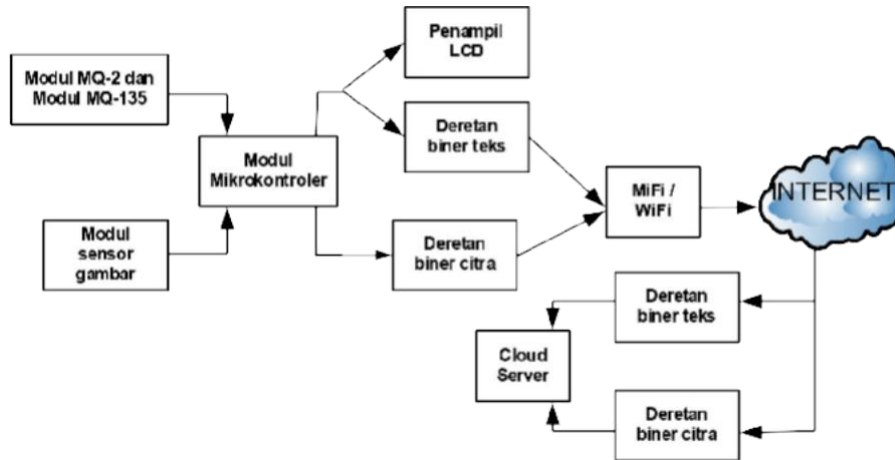 Penampil
LCD
Modul MQ-2 dan
Modul MQ-135
Deretan
biner teks
Modul
Mikrokontroler
MiFi /
WiFi
INTERNET
Modul
sensor
gambar
Deretan
biner citra
Deretan
biner teks
Cloud
Server
Deretan
biner citra